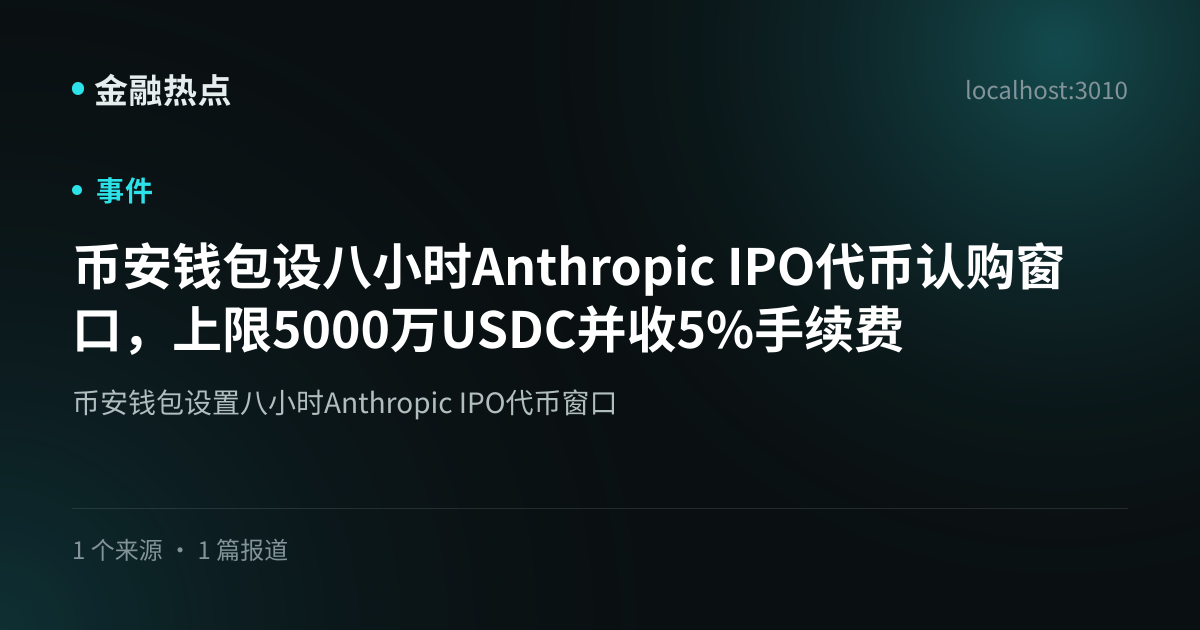 金融热点
localhost:3010
事件
币安钱包设八小时Anthropic IPO代币认购窗
口，上限5000万USDC并收5%手续费
币安钱包设置八小时Anthropic IPO代币窗口
1 个来源 · 1 篇报道